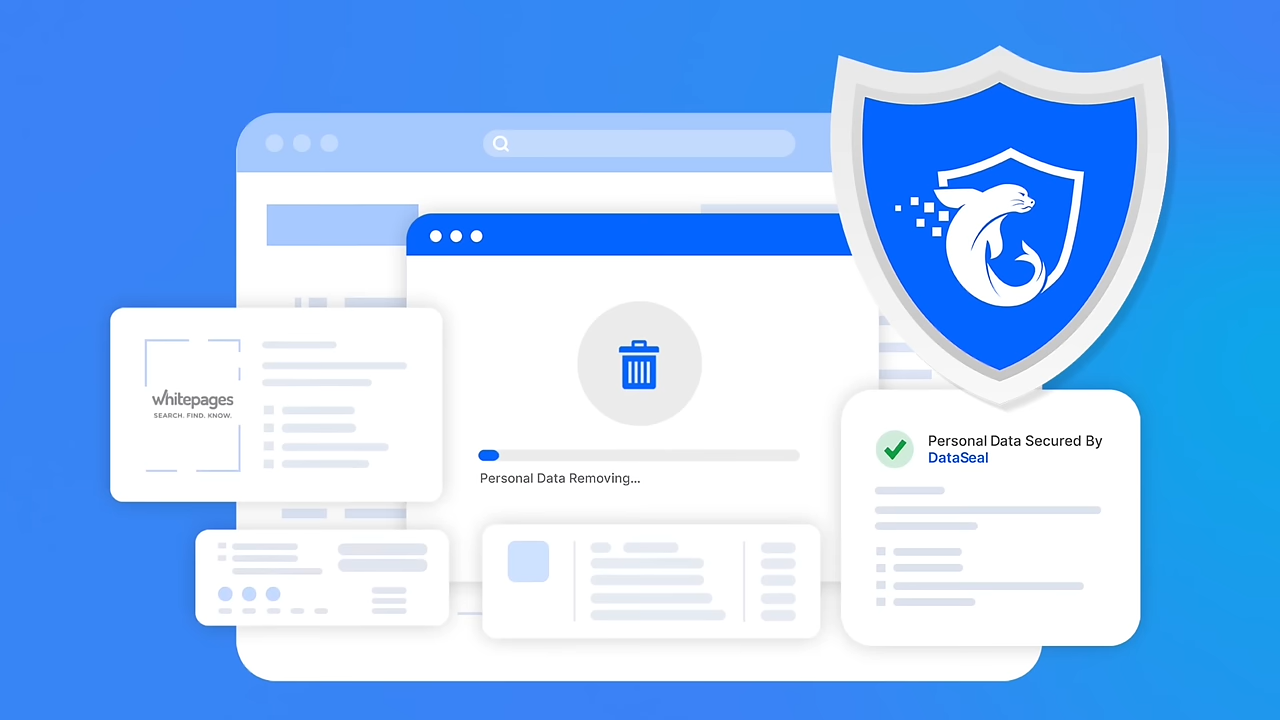 whitepages
SEARCH. FIND. KNOW.
Personal Data Removing...
Personal Data Secured By
DataSeal